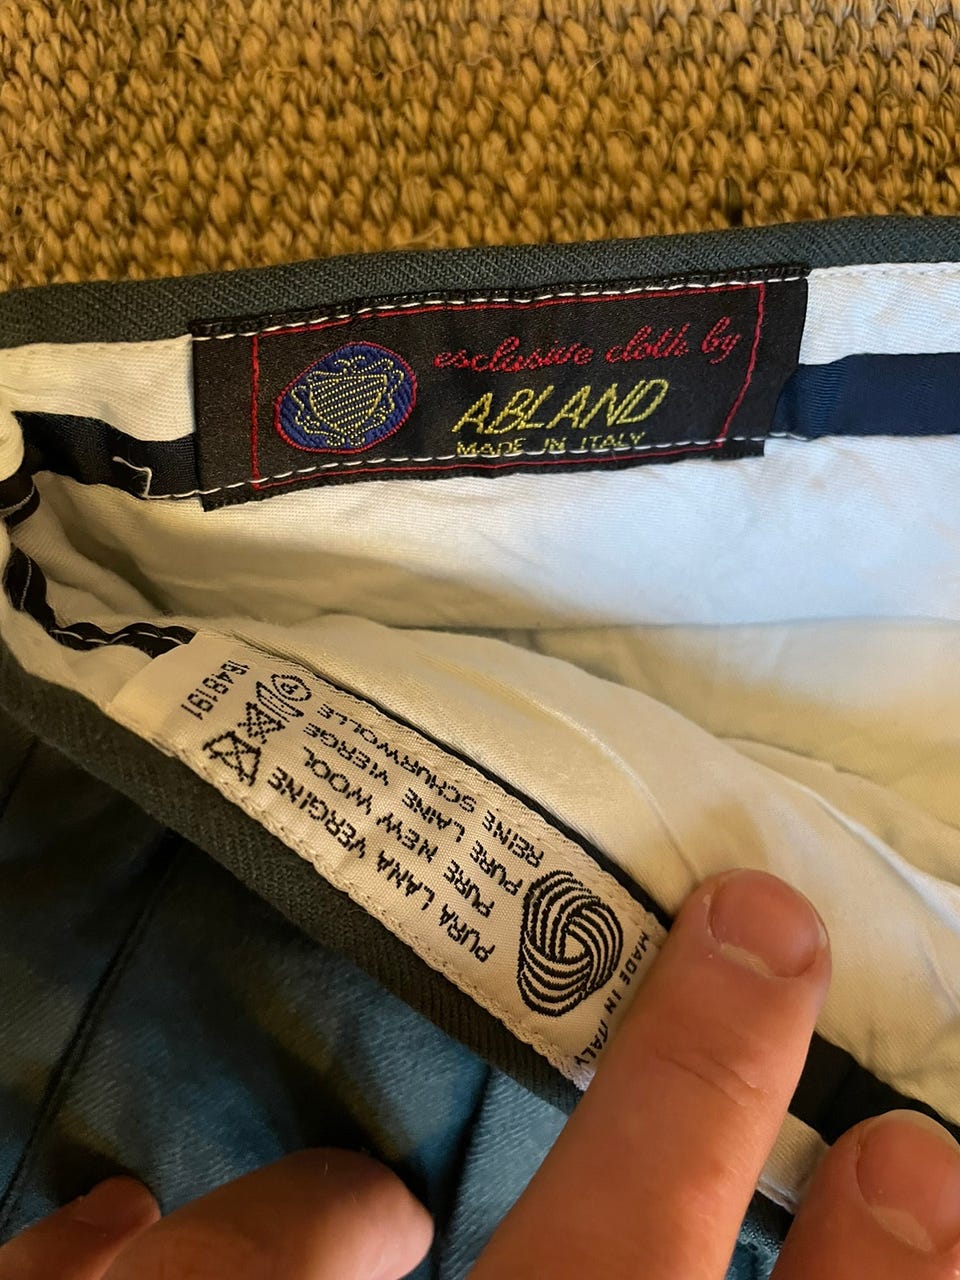 esclusive cloth by
ABLAND
MADE IN ITALY
PURA LANA VERGINE
PURE NEW WOOL
PURE LAINE VIERGE
REINE SCHURWOLLE
1648191
MADE IN ITALY